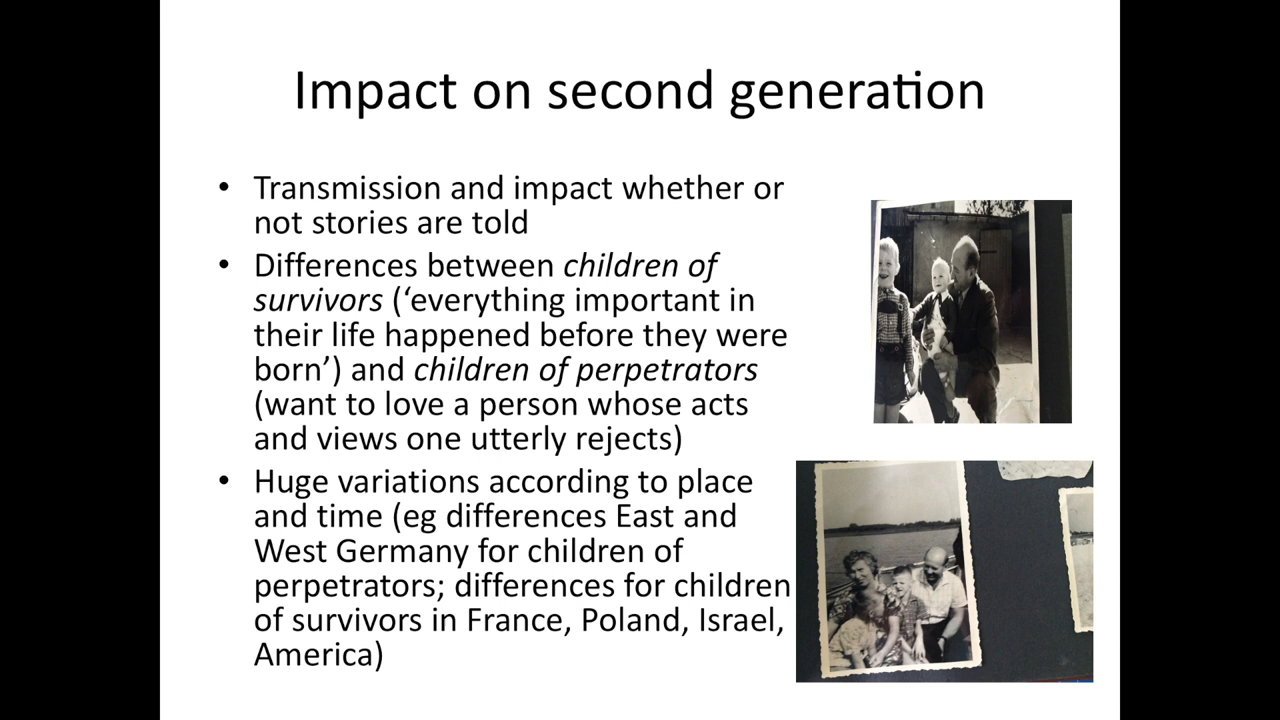 Impact on second generation
• Transmission and impact whether or
not stories are told
• Differences between children of
survivors (‘everything important in
their life happened before they were
born’) and children of perpetrators
(want to love a person whose acts
and views one utterly rejects)
• Huge variations according to place
and time (eg differences East and
West Germany for children of
perpetrators; differences for children
of survivors in France, Poland, Israel,
America)